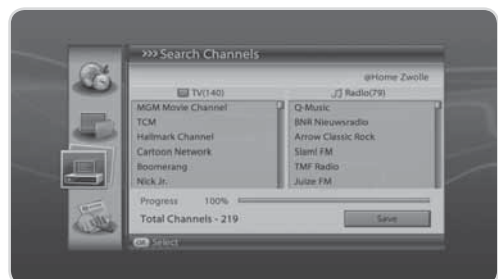 >>> Search Channels
@Home Zwolle
TV(140)
Radio(79)
MGM Movie Channel
TCM
Hallmark Channel
Cartoon Network
Boomerang
Nick Jr.
Q-Music
BNR Nieuwsradio
Arrow Classic Rock
Slam! FM
TMF Radio
Juize FM
Progress 100%
Total Channels - 219
Save
OK Select